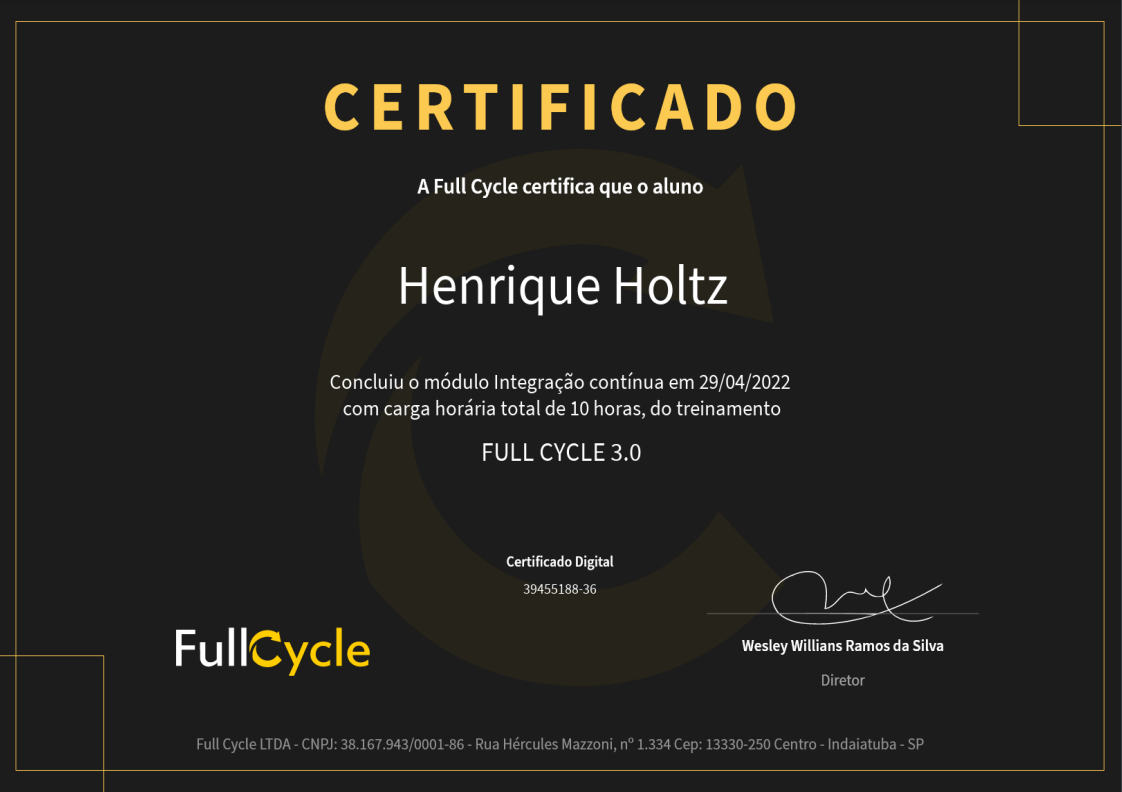 CERTIFICADO
A Full Cycle certifica que o aluno
Henrique Holtz
Concluiu o módulo Integração contínua em 29/04/2022
com carga horária total de 10 horas, do treinamento
FULL CYCLE 3.0
Certificado Digital
39455188-36
FullCycle
Wesley Willians Ramos da Silva
Diretor
Full Cycle LTDA - CNPJ: 38.167.943/0001-86 - Rua Hércules Mazzoni, nº 1.334 Cep: 13330-250 Centro - Indaiatuba - SP